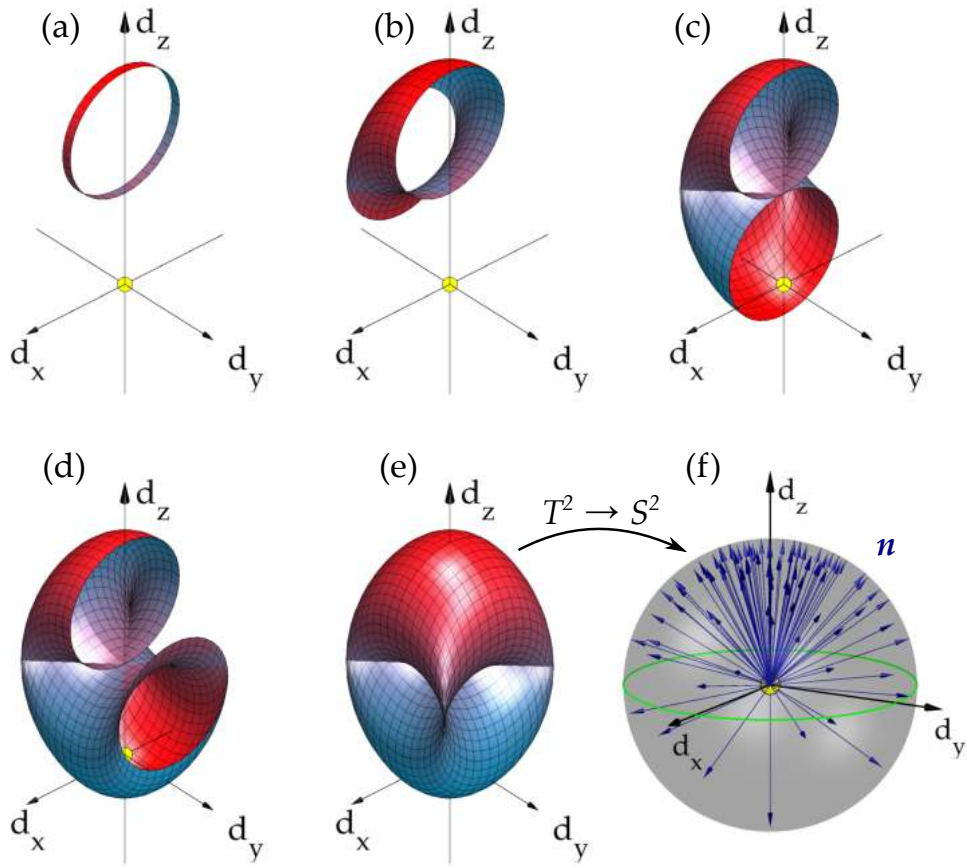 (a)
d_z
d_x
d_y
(b)
d_z
d_x
d_y
(c)
d_z
d_x
d_y
(d)
d_z
d_x
d_y
(e)
d_z
d_x
d_y
T² → S²
(f)
d_z
n
d_x
d_y